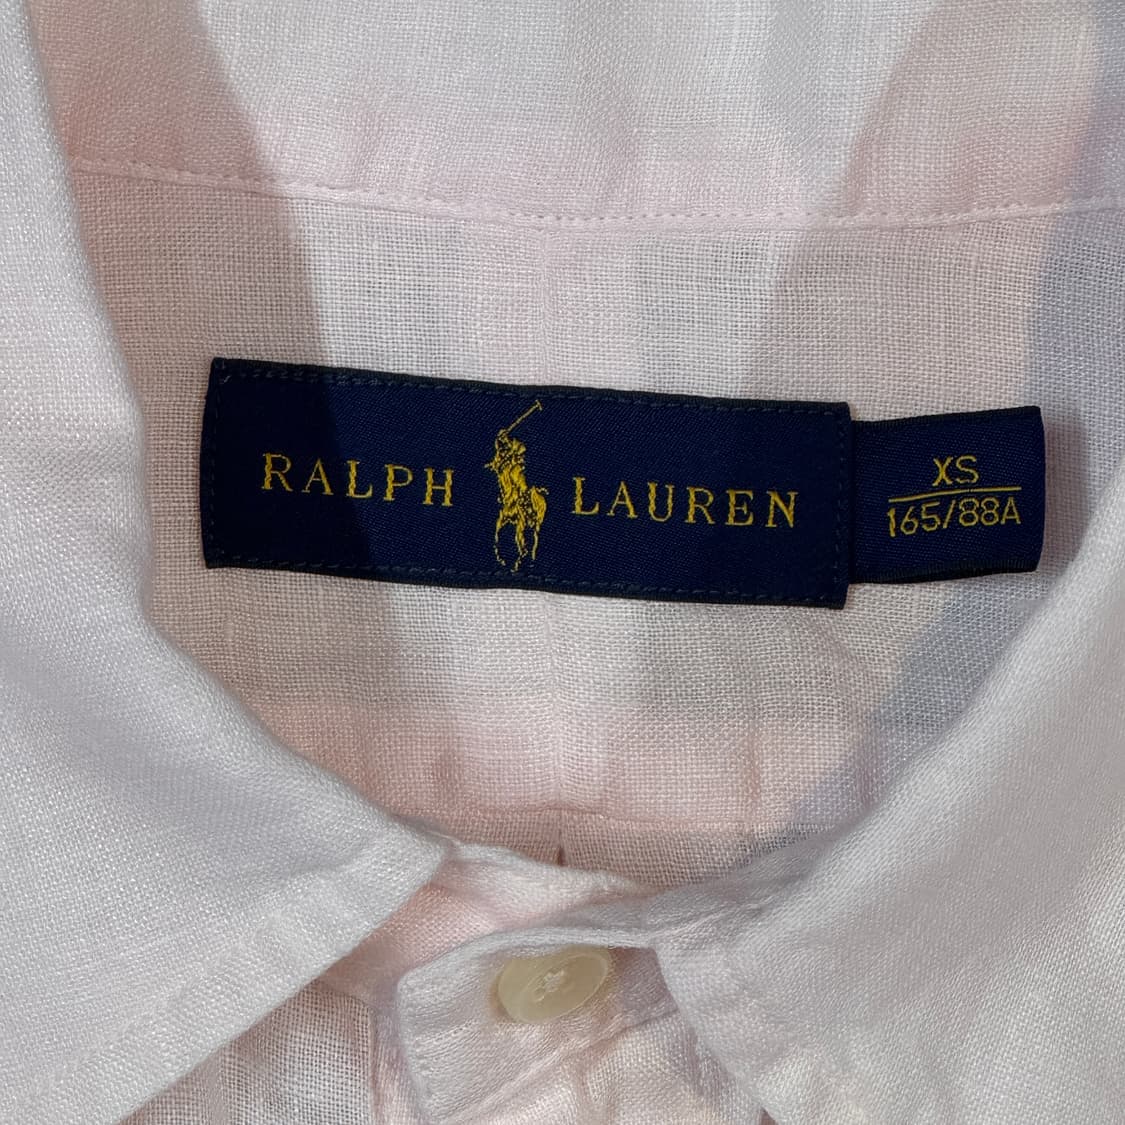 RALPH LAUREN
XS
165/88A